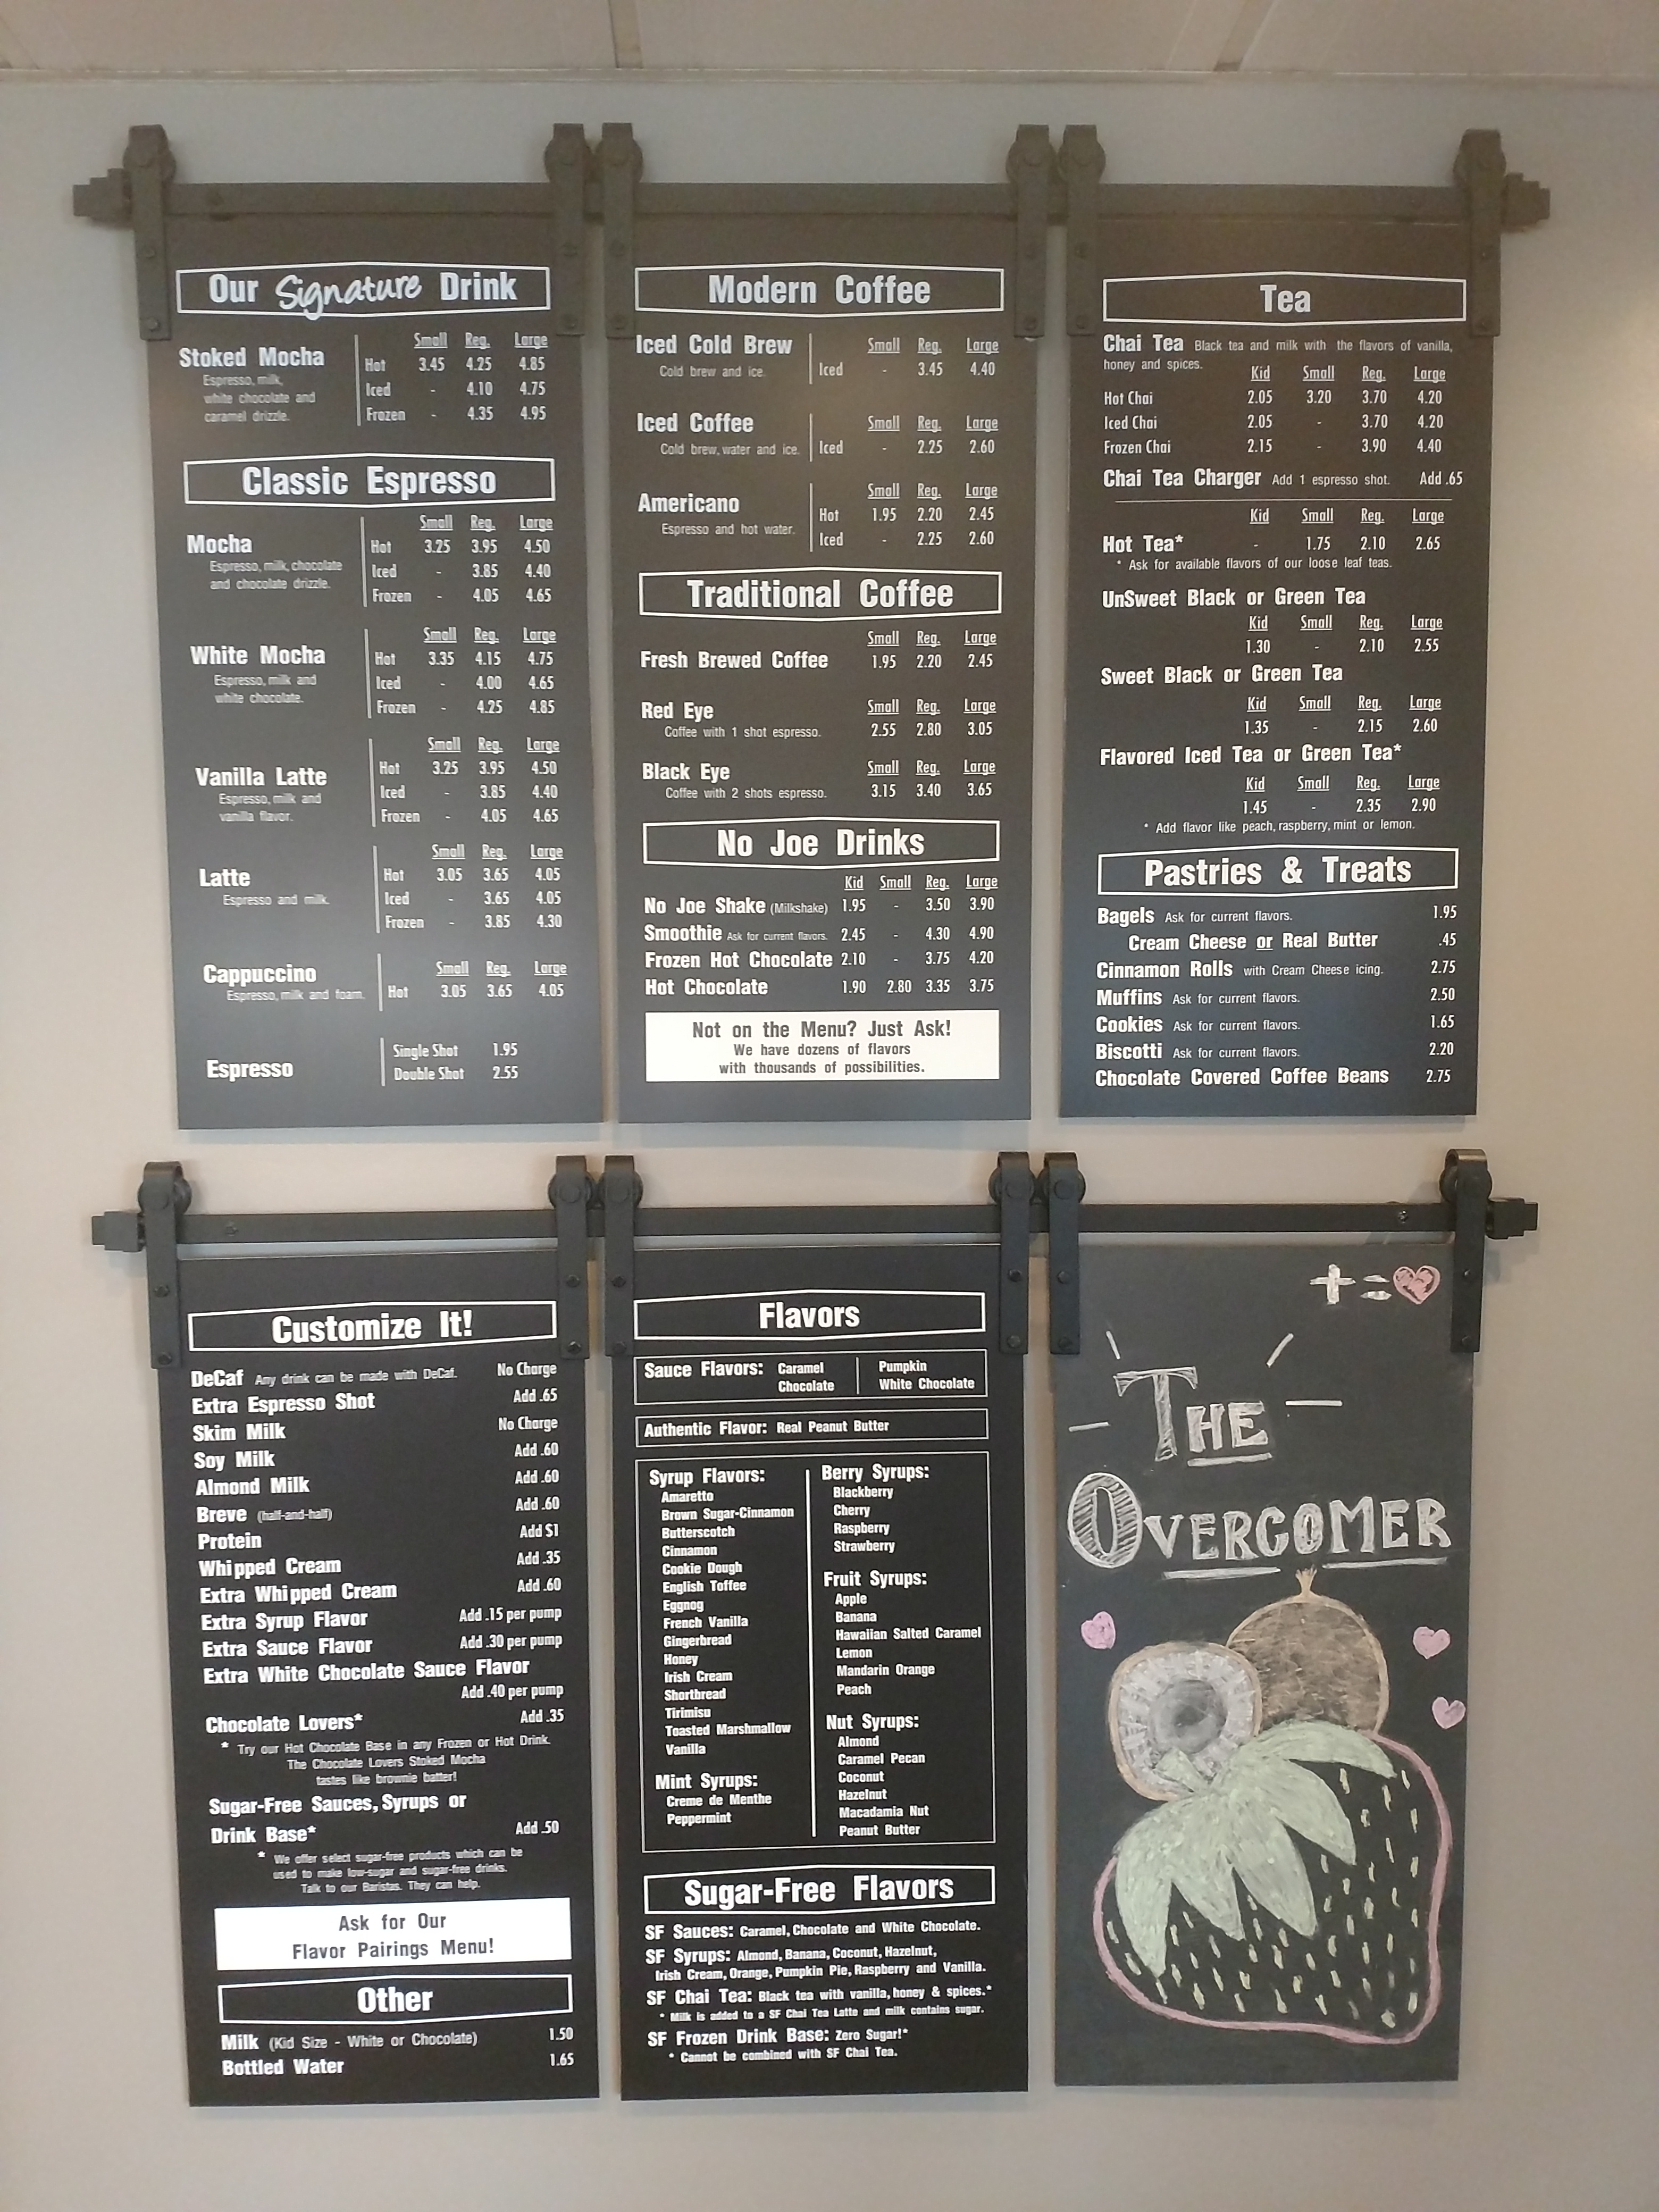 Our Signature Drink
Small Reg. Large
Stoked Mocha
Espresso, milk,
white chocolate and
caramel drizzle.
Hot 3.45 4.25 4.85
Iced - 4.10 4.75
Frozen - 4.35 4.95
Classic Espresso
Small Reg. Large
Mocha
Espresso, milk, chocolate
and chocolate drizzle.
Hot 3.25 3.95 4.50
Iced - 3.85 4.40
Frozen - 4.05 4.65
Small Reg. Large
White Mocha
Espresso, milk and
white chocolate.
Hot 3.35 4.15 4.75
Iced - 4.00 4.65
Frozen - 4.25 4.85
Small Reg. Large
Vanilla Latte
Espresso, milk and
vanilla flavor.
Hot 3.25 3.95 4.50
Iced - 3.85 4.40
Frozen - 4.05 4.65
Small Reg. Large
Latte
Espresso and milk.
Hot 3.05 3.65 4.05
Iced - 3.65 4.05
Frozen - 3.85 4.30
Small Reg. Large
Cappuccino
Espresso, milk and foam.
Hot 3.05 3.65 4.05
Espresso
Single Shot 1.95
Double Shot 2.55
Modern Coffee
Iced Cold Brew Small Reg. Large
Cold brew and ice. Iced - 3.45 4.40
Iced Coffee Small Reg. Large
Cold brew, water and ice. Iced - 2.25 2.60
Americano Small Reg. Large
Espresso and hot water.
Hot 1.95 2.20 2.45
Iced - 2.25 2.60
Traditional Coffee
Small Reg. Large
Fresh Brewed Coffee 1.95 2.20 2.45
Red Eye Small Reg. Large
Coffee with 1 shot espresso. 2.55 2.80 3.05
Black Eye Small Reg. Large
Coffee with 2 shots espresso. 3.15 3.40 3.65
No Joe Drinks
Kid Small Reg. Large
No Joe Shake (Milkshake) 1.95 - 3.50 3.90
Smoothie Ask for current flavors. 2.45 - 4.30 4.90
Frozen Hot Chocolate 2.10 - 3.75 4.20
Hot Chocolate 1.90 2.80 3.35 3.75
Not on the Menu? Just Ask!
We have dozens of flavors
with thousands of possibilities.
Tea
Chai Tea Black tea and milk with the flavors of vanilla,
honey and spices.
Kid Small Reg. Large
Hot Chai 2.05 3.20 3.70 4.20
Iced Chai 2.05 - 3.70 4.20
Frozen Chai 2.15 - 3.90 4.40
Chai Tea Charger Add 1 espresso shot. Add .65
Kid Small Reg. Large
Hot Tea* - 1.75 2.10 2.65
* Ask for available flavors of our loose leaf teas.
UnSweet Black or Green Tea
Kid Small Reg. Large
1.30 - 2.10 2.55
Sweet Black or Green Tea
Kid Small Reg. Large
1.35 - 2.15 2.60
Flavored Iced Tea or Green Tea*
Kid Small Reg. Large
1.45 - 2.35 2.90
* Add flavor like peach, raspberry, mint or lemon.
Pastries & Treats
Bagels Ask for current flavors. 1.95
Cream Cheese or Real Butter .45
Cinnamon Rolls with Cream Cheese icing. 2.75
Muffins Ask for current flavors. 2.50
Cookies Ask for current flavors. 1.65
Biscotti Ask for current flavors. 2.20
Chocolate Covered Coffee Beans 2.75
Customize It!
DeCaf Any drink can be made with DeCaf. No Charge
Extra Espresso Shot Add .65
Skim Milk No Charge
Soy Milk Add .60
Almond Milk Add .60
Breve (half-and-half) Add .60
Protein Add $1
Whipped Cream Add .35
Extra Whipped Cream Add .60
Extra Syrup Flavor Add .15 per pump
Extra Sauce Flavor Add .30 per pump
Extra White Chocolate Sauce Flavor
Add .40 per pump
Chocolate Lovers* Add .35
* Try our Hot Chocolate Base in any Frozen or Hot Drink.
The Chocolate Lovers Stoked Mocha
tastes like brownie batter!
Sugar-Free Sauces, Syrups or
Drink Base* Add .50
* We offer select sugar-free products which can be
used to make low-sugar and sugar-free drinks.
Talk to our Baristas. They can help.
Ask for Our
Flavor Pairings Menu!
Other
Milk (Kid Size - White or Chocolate) 1.50
Bottled Water 1.65
Flavors
Sauce Flavors: Caramel Pumpkin
Chocolate White Chocolate
Authentic Flavor: Real Peanut Butter
Syrup Flavors:
Amaretto
Brown Sugar-Cinnamon
Butterscotch
Cinnamon
Cookie Dough
English Toffee
Eggnog
French Vanilla
Gingerbread
Honey
Irish Cream
Shortbread
Tirimisu
Toasted Marshmallow
Vanilla
Mint Syrups:
Creme de Menthe
Peppermint
Berry Syrups:
Blackberry
Cherry
Raspberry
Strawberry
Fruit Syrups:
Apple
Banana
Hawaiian Salted Caramel
Lemon
Mandarin Orange
Peach
Nut Syrups:
Almond
Caramel Pecan
Coconut
Hazelnut
Macadamia Nut
Peanut Butter
Sugar-Free Flavors
SF Sauces: Caramel, Chocolate and White Chocolate.
SF Syrups: Almond, Banana, Coconut, Hazelnut,
Irish Cream, Orange, Pumpkin Pie, Raspberry and Vanilla.
SF Chai Tea: Black tea with vanilla, honey & spices.*
* Milk is added to a SF Chai Tea Latte and milk contains sugar.
SF Frozen Drink Base: Zero Sugar!*
* Cannot be combined with SF Chai Tea.
+ =
THE
OVERCOMER